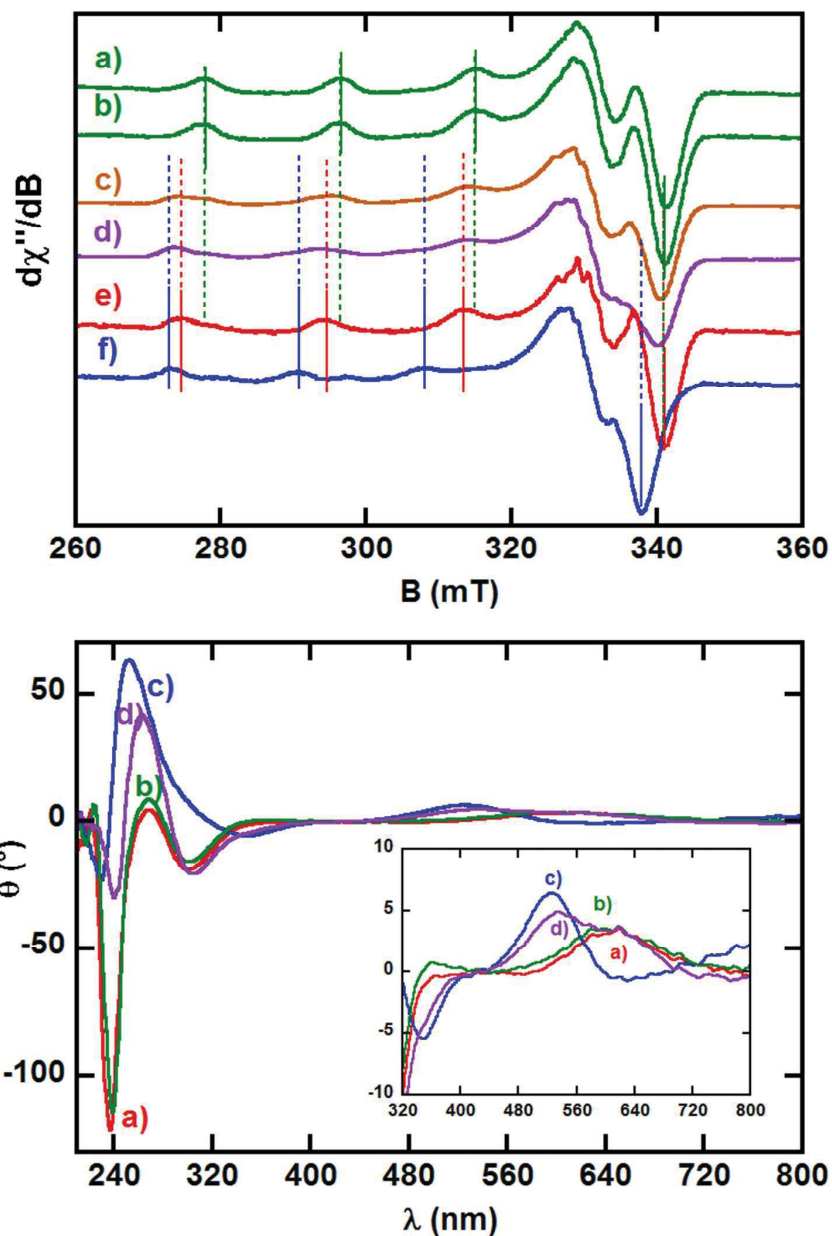 a)
b)
c)
d)
e)
f)
dχ''/dB
260 280 300 320 340 360
B (mT)
50
0
-50
-100
θ (°)
c)
d)
b)
a)
10
5
0
-5
-10
c)
d)
b)
a)
320 400 480 560 640 720 800
240 320 400 480 560 640 720 800
λ (nm)